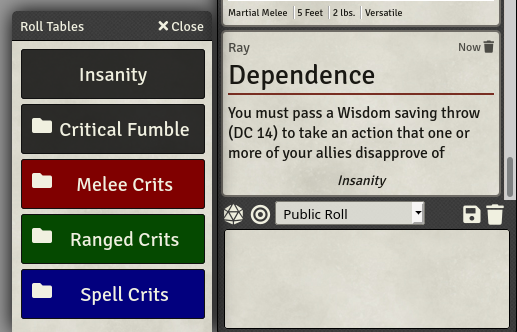 Roll Tables
Close
Insanity
Critical Fumble
Melee Crits
Ranged Crits
Spell Crits
Martial Melee 5 Feet 2 lbs. Versatile
Ray
Now
Dependence
You must pass a Wisdom saving throw
(DC 14) to take an action that one or
more of your allies disapprove of
Insanity
Public Roll